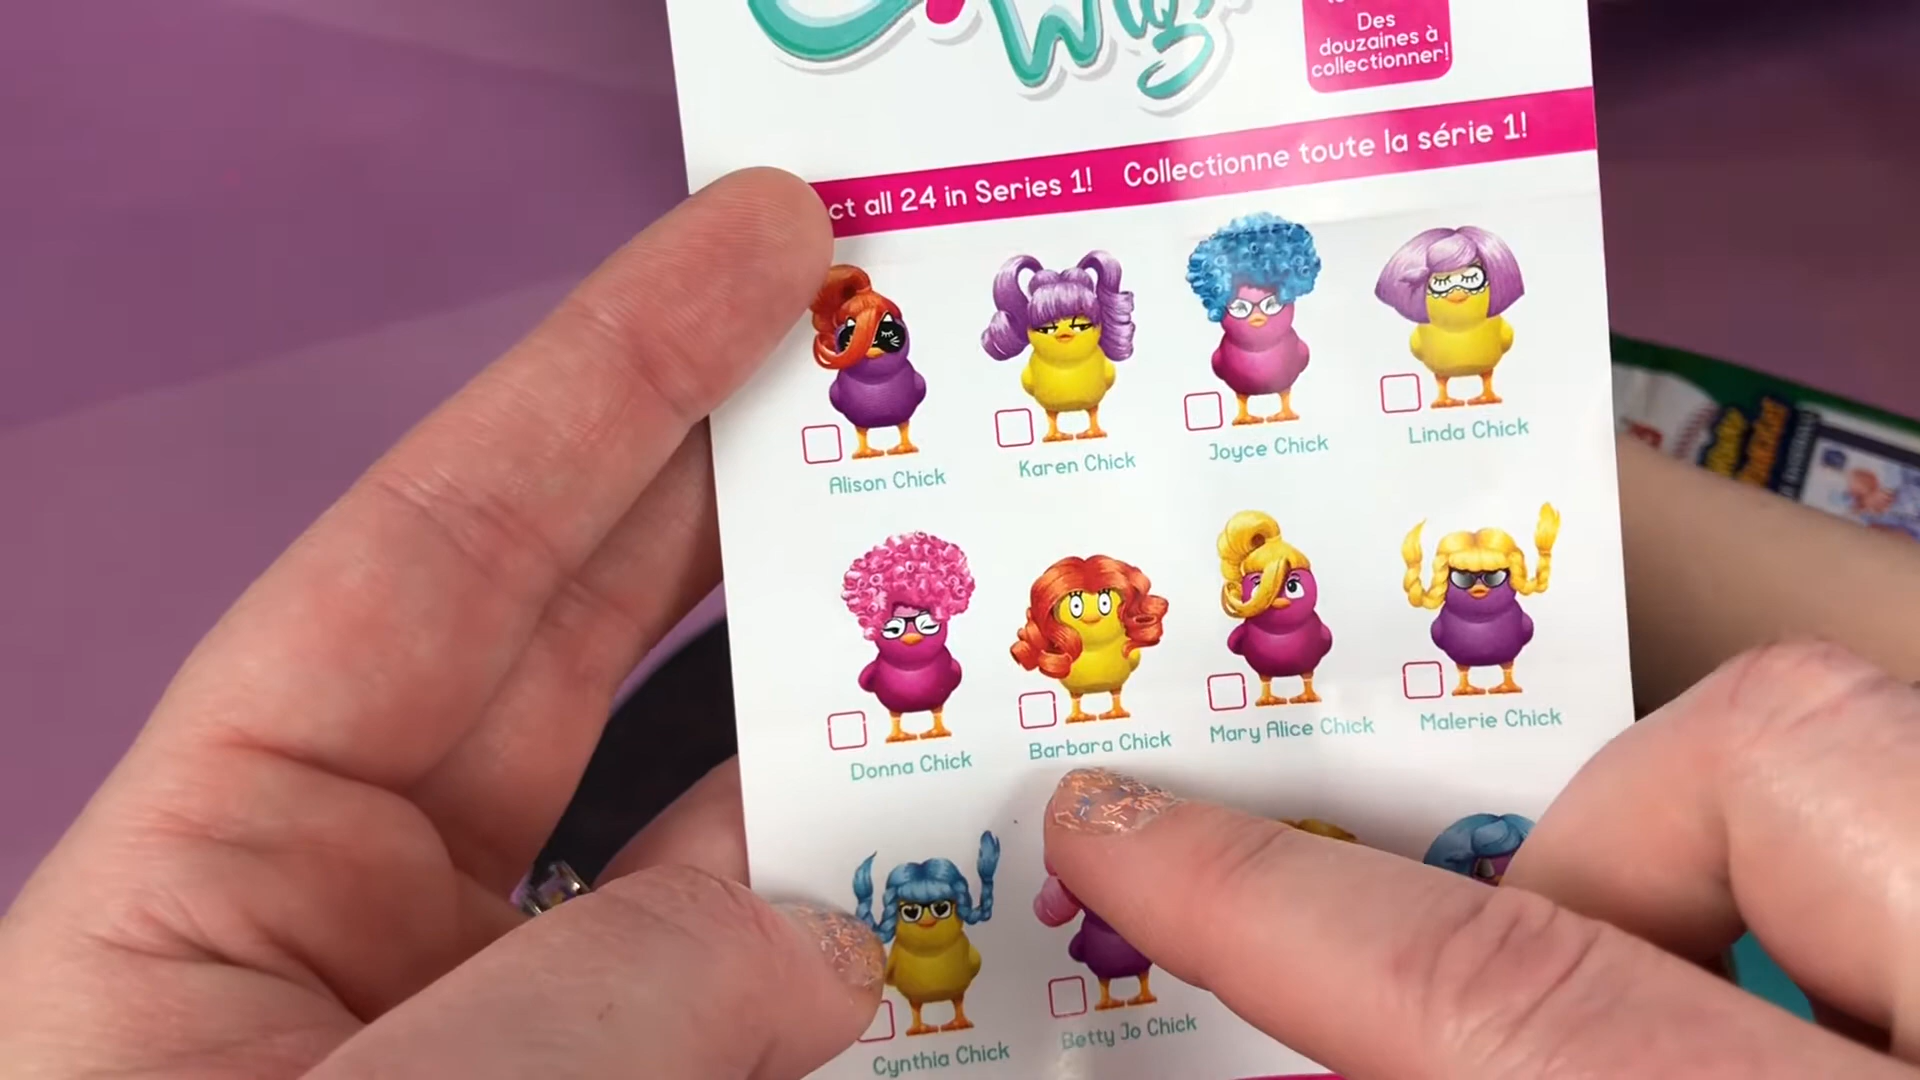 Wig
Des
douzaines à
collectionner!
ct all 24 in Series 1! Collectionne toute la série 1!
Alison Chick
Karen Chick
Joyce Chick
Linda Chick
Donna Chick
Barbara Chick
Mary Alice Chick
Malerie Chick
Cynthia Chick
Betty Jo Chick